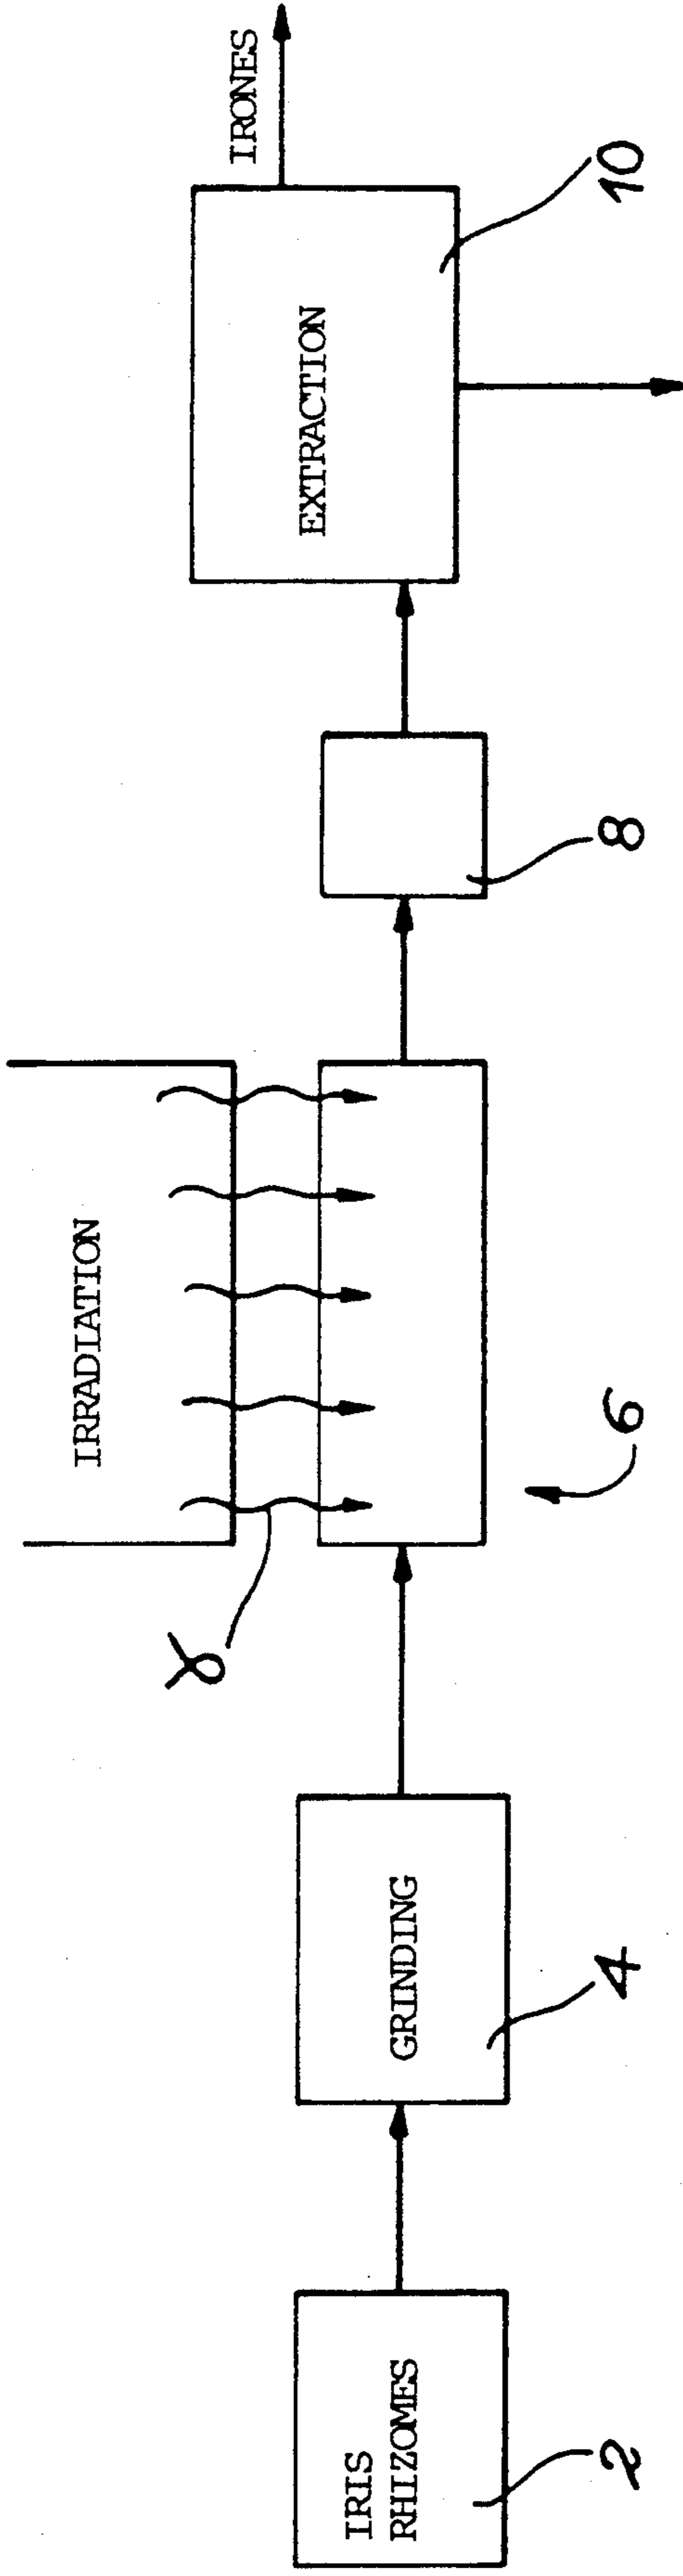 IRIS
RHIZOMES
2
GRINDING
4
γ
IRRADIATION
6
8
EXTRACTION
10
IRONES